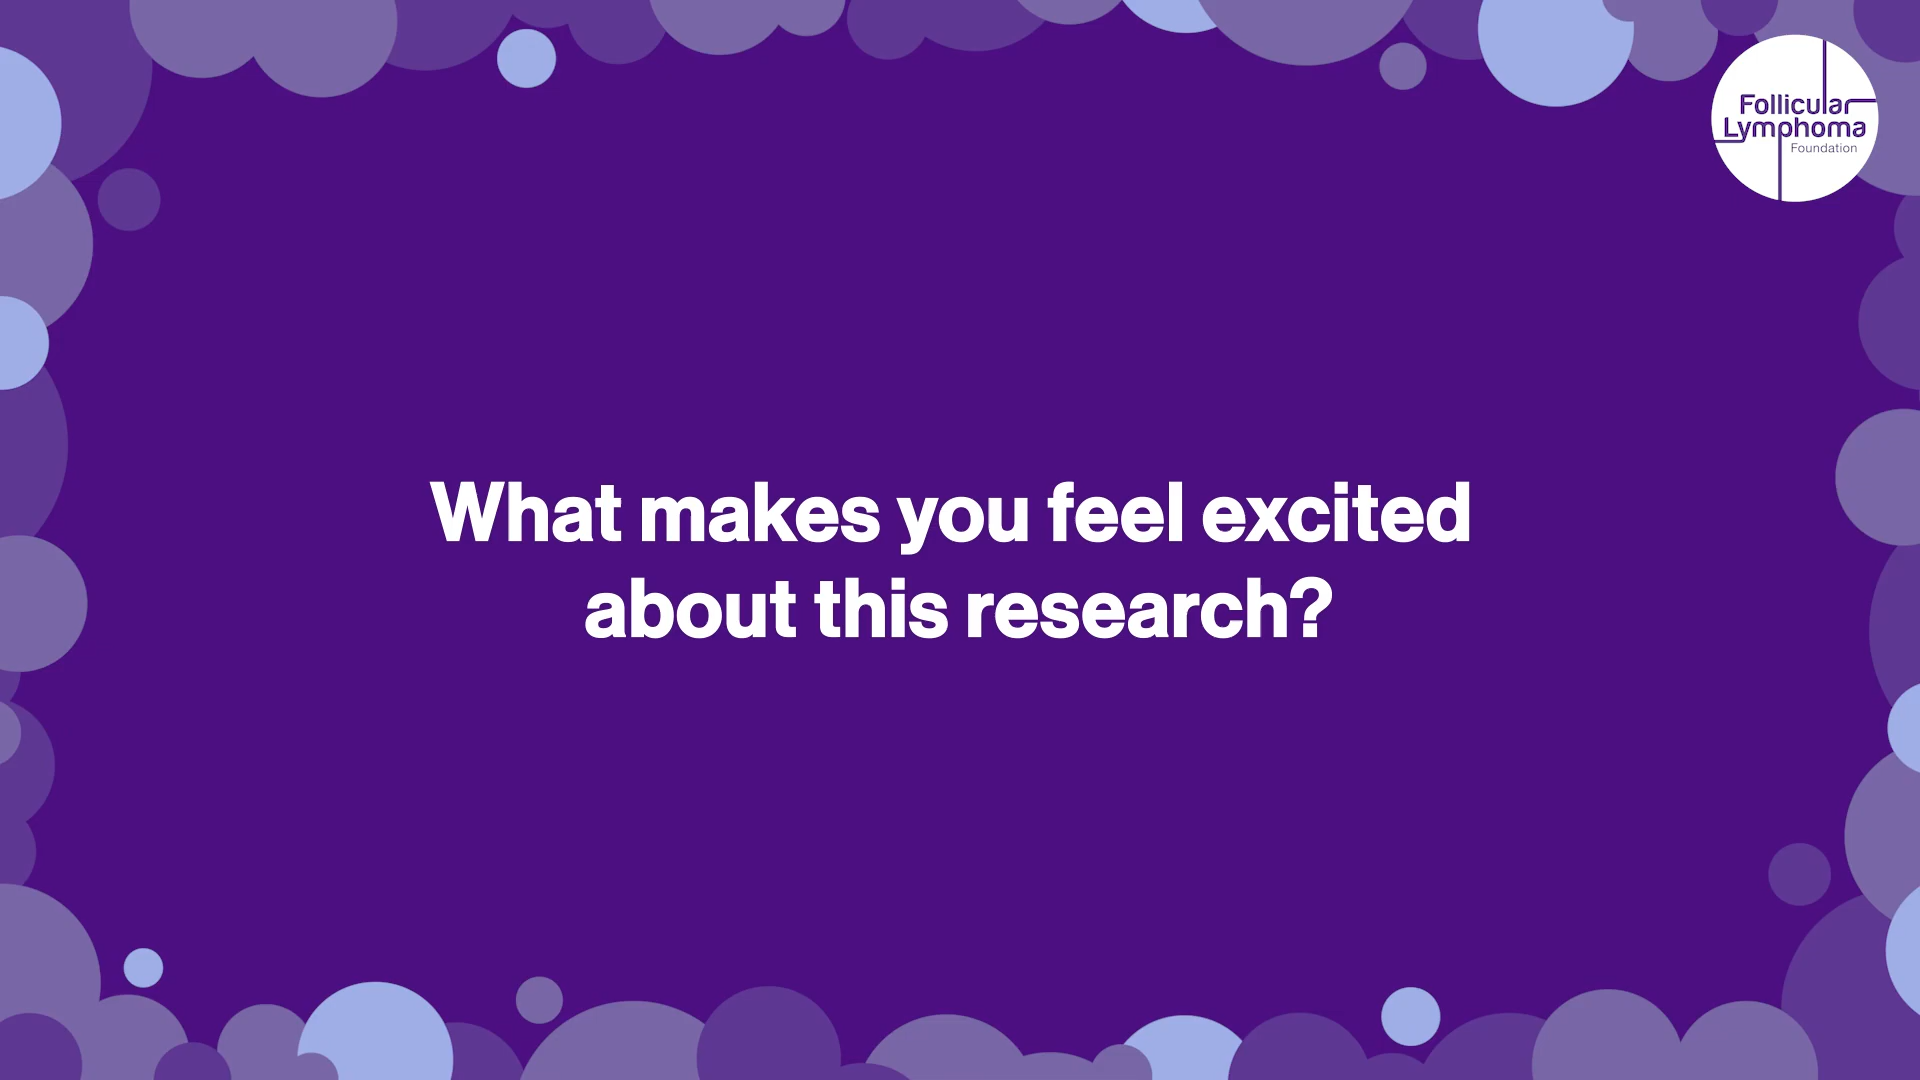 Follicular
Lymphoma
Foundation
What makes you feel excited
about this research?